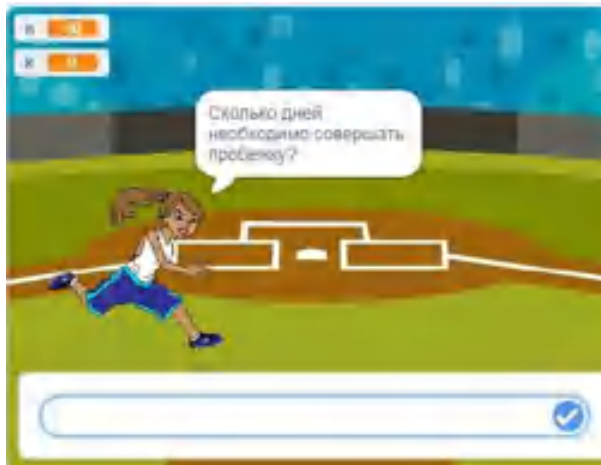 Сколько дней
необходимо совершать
пробежку?